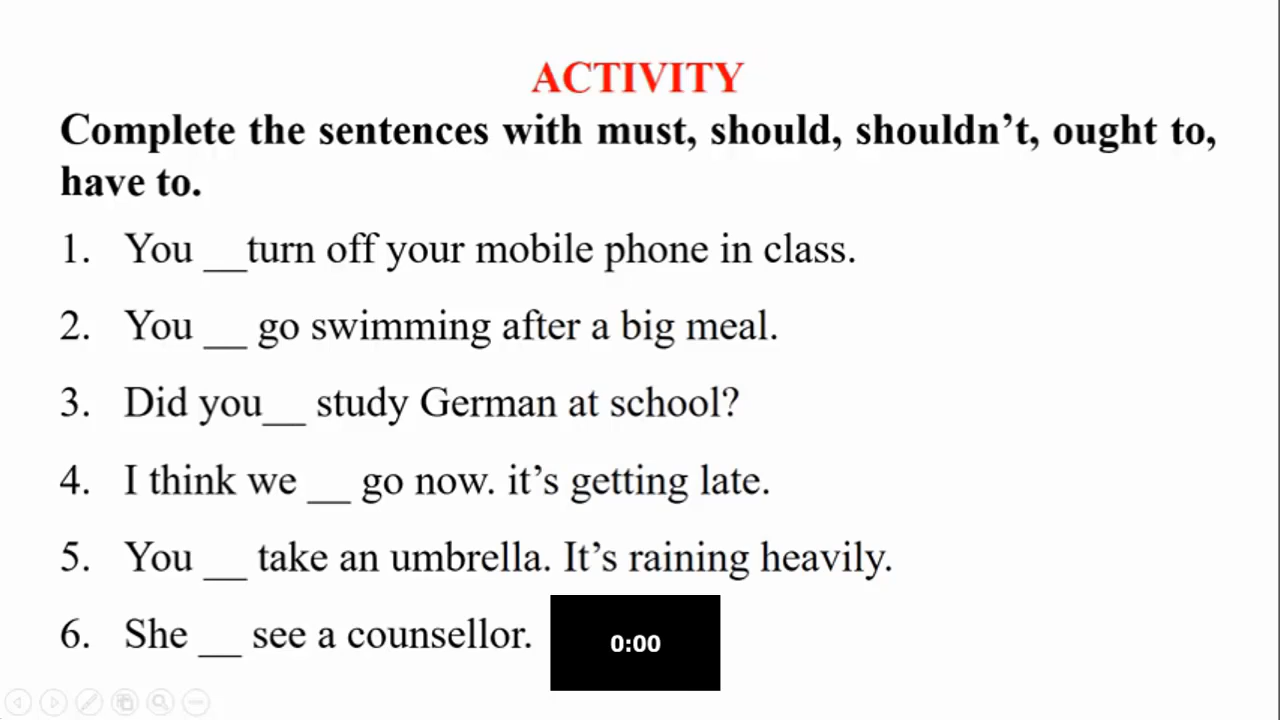 ACTIVITY
Complete the sentences with must, should, shouldn’t, ought to,
have to.
1. You __turn off your mobile phone in class.
2. You __ go swimming after a big meal.
3. Did you__ study German at school?
4. I think we __ go now. it’s getting late.
5. You __ take an umbrella. It’s raining heavily.
6. She __ see a counsellor.
0:00